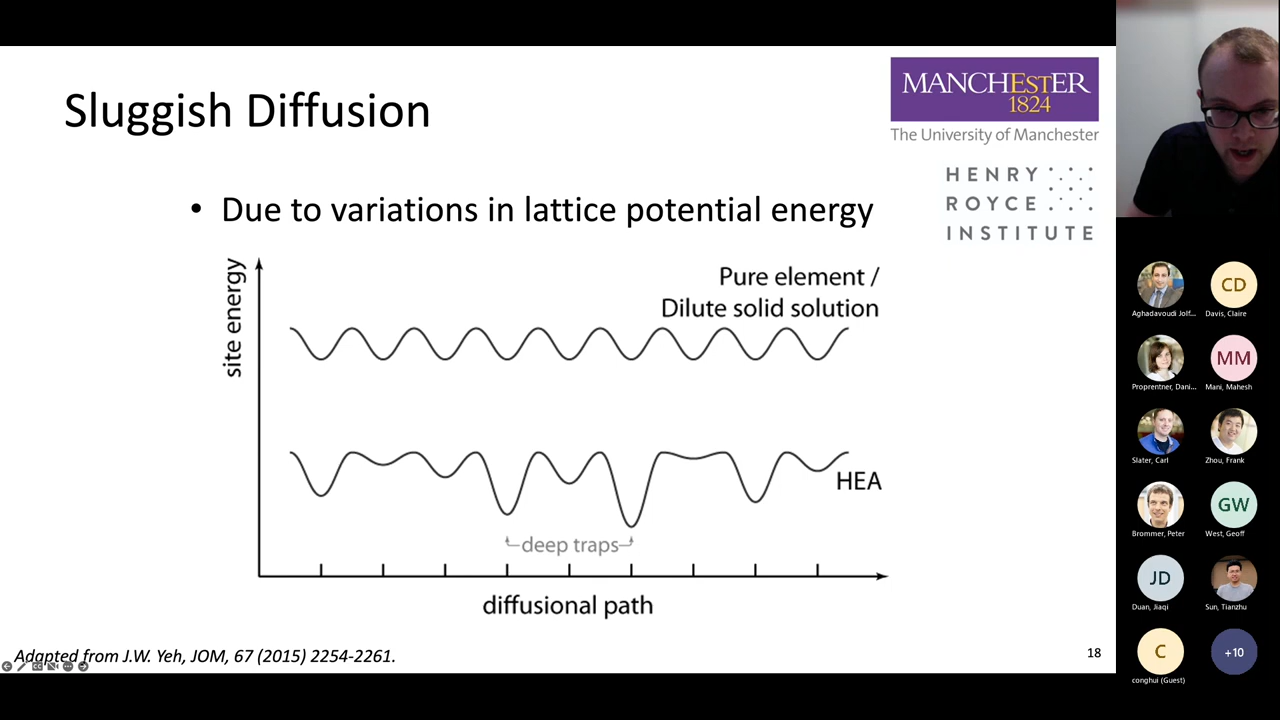 Sluggish Diffusion
MANCHESTER
1824
The University of Manchester
HENRY
ROYCE
INSTITUTE
• Due to variations in lattice potential energy
site energy
Pure element /
Dilute solid solution
HEA
deep traps
diffusional path
Adapted from J.W. Yeh, JOM, 67 (2015) 2254-2261.
18
Aghadavoudi Jolf...
CD
Davis, Claire
Proprentner, Dani...
MM
Mani, Mahesh
Slater, Carl
Zhou, Frank
Brommer, Peter
GW
West, Geoff
JD
Duan, Jiaqi
Sun, Tianzhu
C
conghui (Guest)
+10